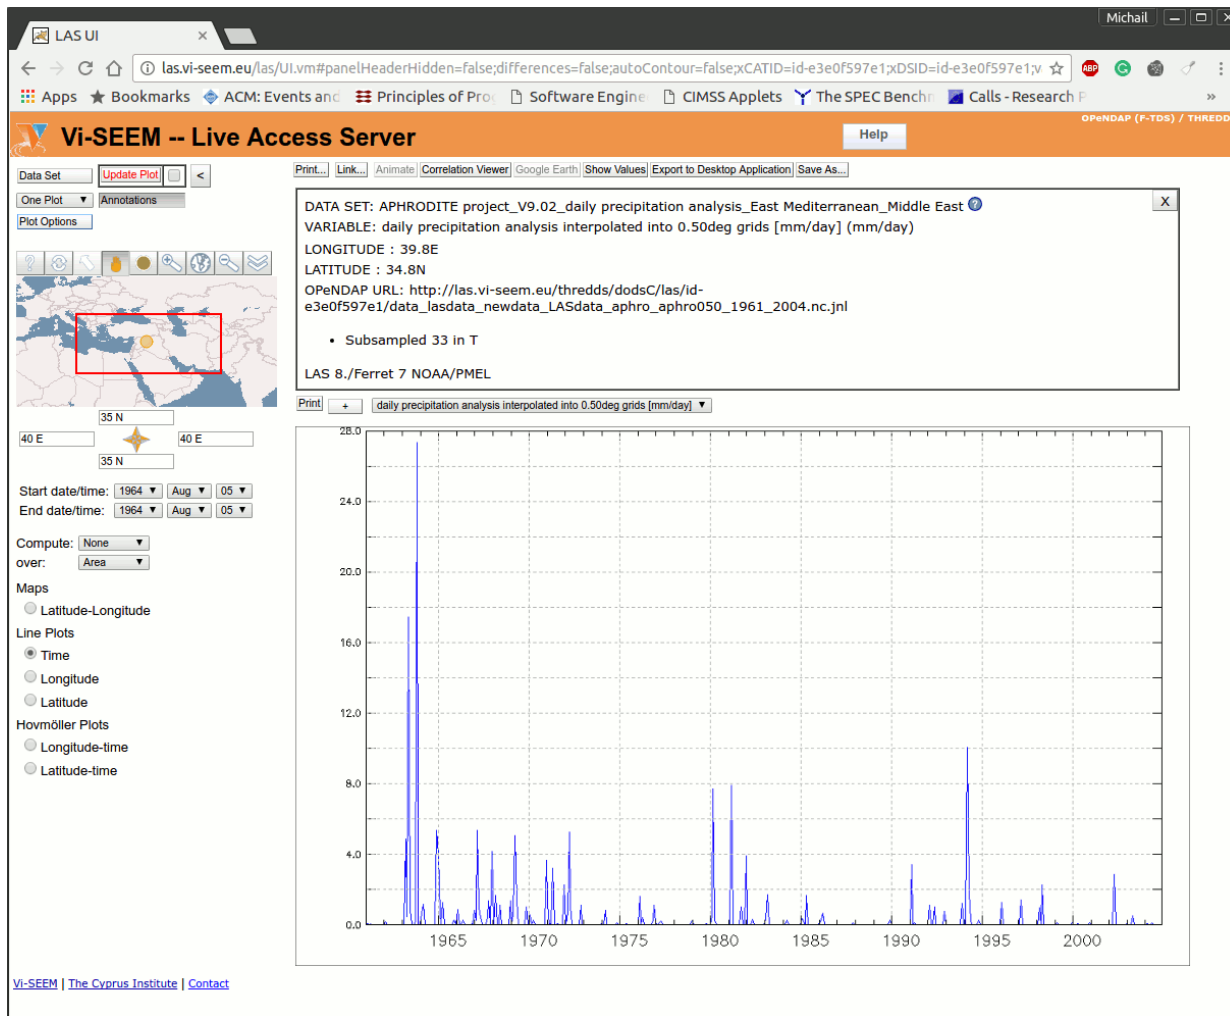 Michail
LAS UI
las.vi-seem.eu/las/UI.vm#panelHeaderHidden=false;differences=false;autoContour=false;xCATID=id-e3e0f597e1;xDSID=id-e3e0f597e1;v
ABP
Apps Bookmarks ACM: Events and Principles of Pro Software Engine CIMSS Applets The SPEC Bench Calls - Research P »
OPeNDAP (F-TDS) / THREDD
Vi-SEEM -- Live Access Server
Help
Data Set Update Plot <
Print... Link... Animate Correlation Viewer Google Earth Show Values Export to Desktop Application Save As...
One Plot Annotations
Plot Options
DATA SET: APHRODITE project_V9.02_daily precipitation analysis_East Mediterranean_Middle East ?
X
VARIABLE: daily precipitation analysis interpolated into 0.50deg grids [mm/day] (mm/day)
LONGITUDE : 39.8E
LATITUDE : 34.8N
OPeNDAP URL: http://las.vi-seem.eu/thredds/dodsC/las/id-
e3e0f597e1/data_lasdata_newdata_LASdata_aphro_aphro050_1961_2004.nc.jnl
• Subsampled 33 in T
LAS 8./Ferret 7 NOAA/PMEL
Print + daily precipitation analysis interpolated into 0.50deg grids [mm/day]
35 N
40 E 40 E
35 N
Start date/time: 1964 Aug 05
End date/time: 1964 Aug 05
Compute: None
over: Area
Maps
Latitude-Longitude
Line Plots
Time
Longitude
Latitude
Hovmöller Plots
Longitude-time
Latitude-time
28.0
24.0
20.0
16.0
12.0
8.0
4.0
0.0
1965 1970 1975 1980 1985 1990 1995 2000
Vi-SEEM | The Cyprus Institute | Contact